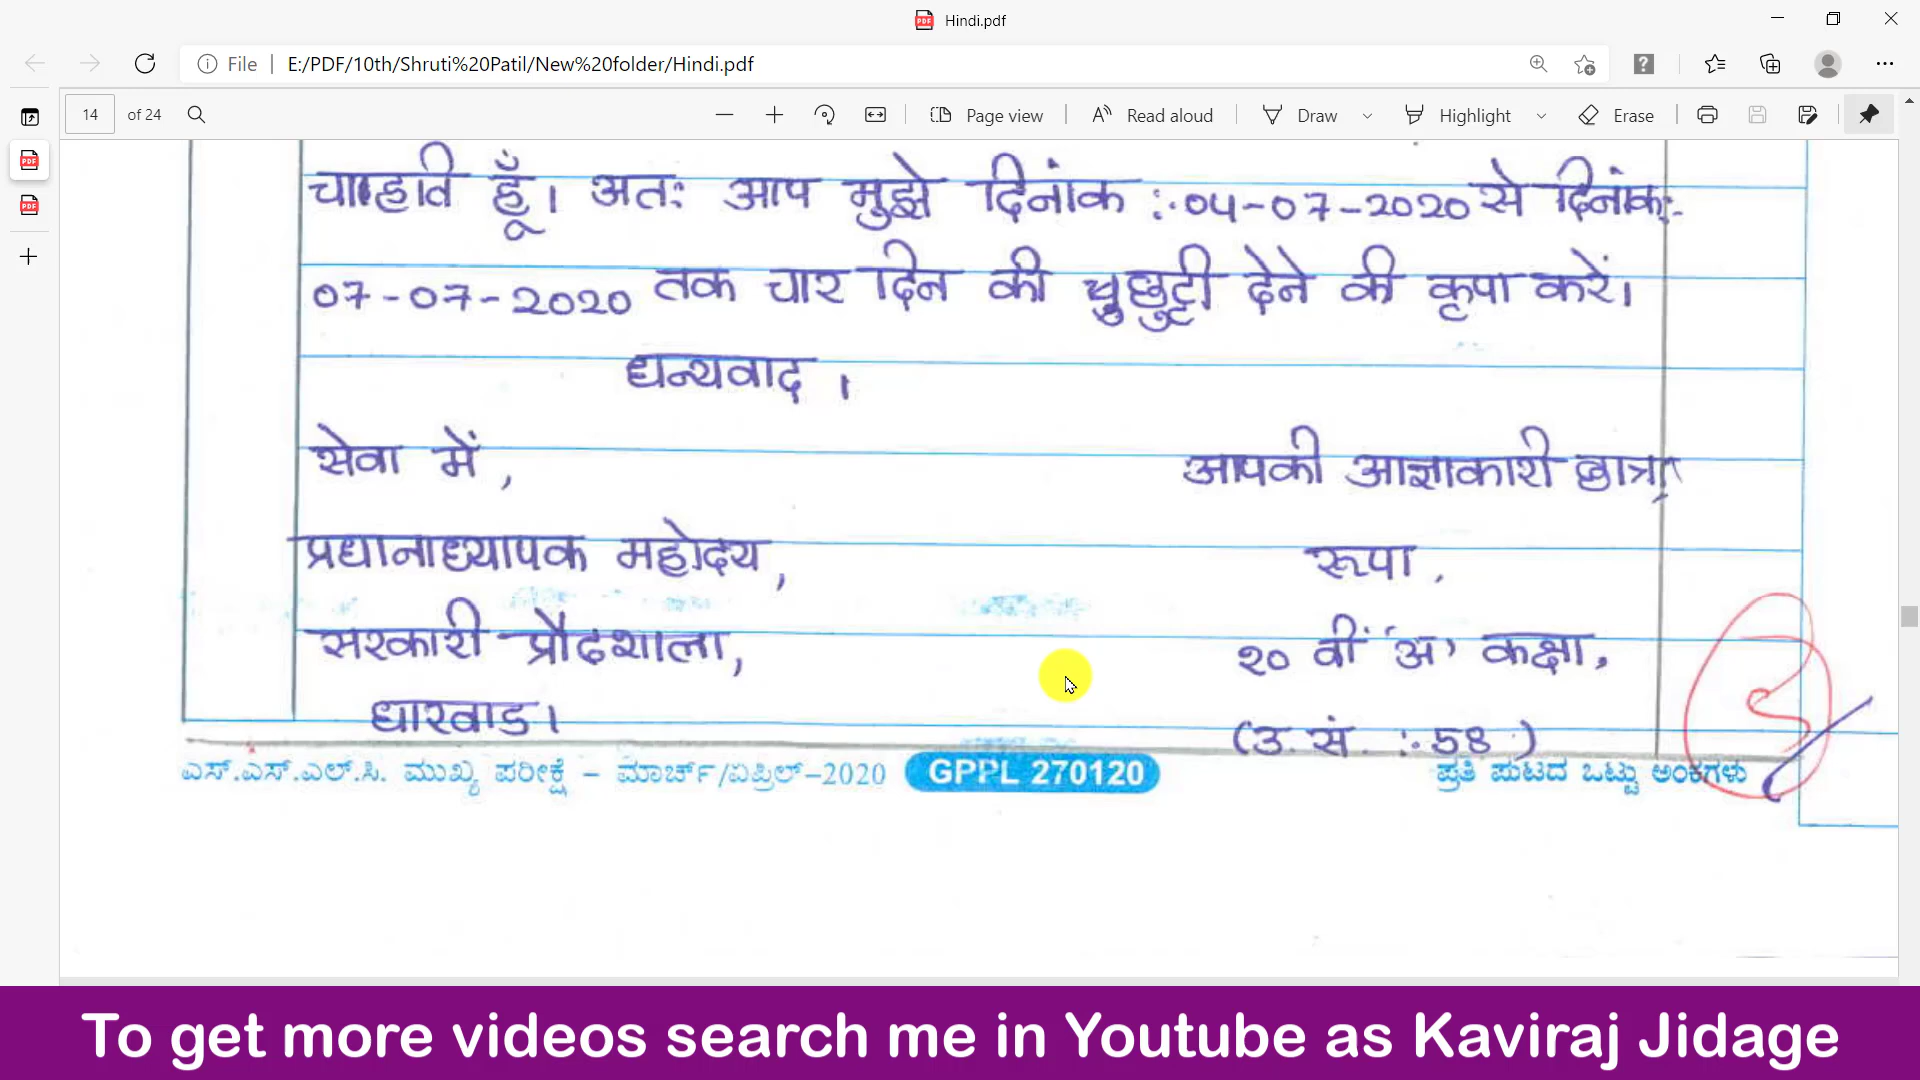 Hindi.pdf
File E:/PDF/10th/Shruti%20Patil/New%20folder/Hindi.pdf
14 of 24 Page view Read aloud Draw Highlight Erase
चाहति हूँ। अतः आप मुझे दिनांक :-04-07-2020 से दिनांक:-
07-07-2020 तक चार दिन की छुट्टी देने की कृपा करें।
धन्यवाद ।
सेवा में, आपकी आज्ञाकारी छात्रा,
प्रधानाध्यापक महोदय, रूपा,
सरकारी प्रौढशाला, १० वीं 'अ' कक्षा,
धारवाड। (उ. सं. :-58)
ಎಸ್.ಎಸ್.ಎಲ್.ಸಿ. ಮುಖ್ಯ ಪರೀಕ್ಷೆ – ಮಾರ್ಚ್/ಏಪ್ರಿಲ್-2020 GPPL 270120 ಪ್ರತಿ ಪುಟದ ಒಟ್ಟು ಅಂಕಗಳು
To get more videos search me in Youtube as Kaviraj Jidage